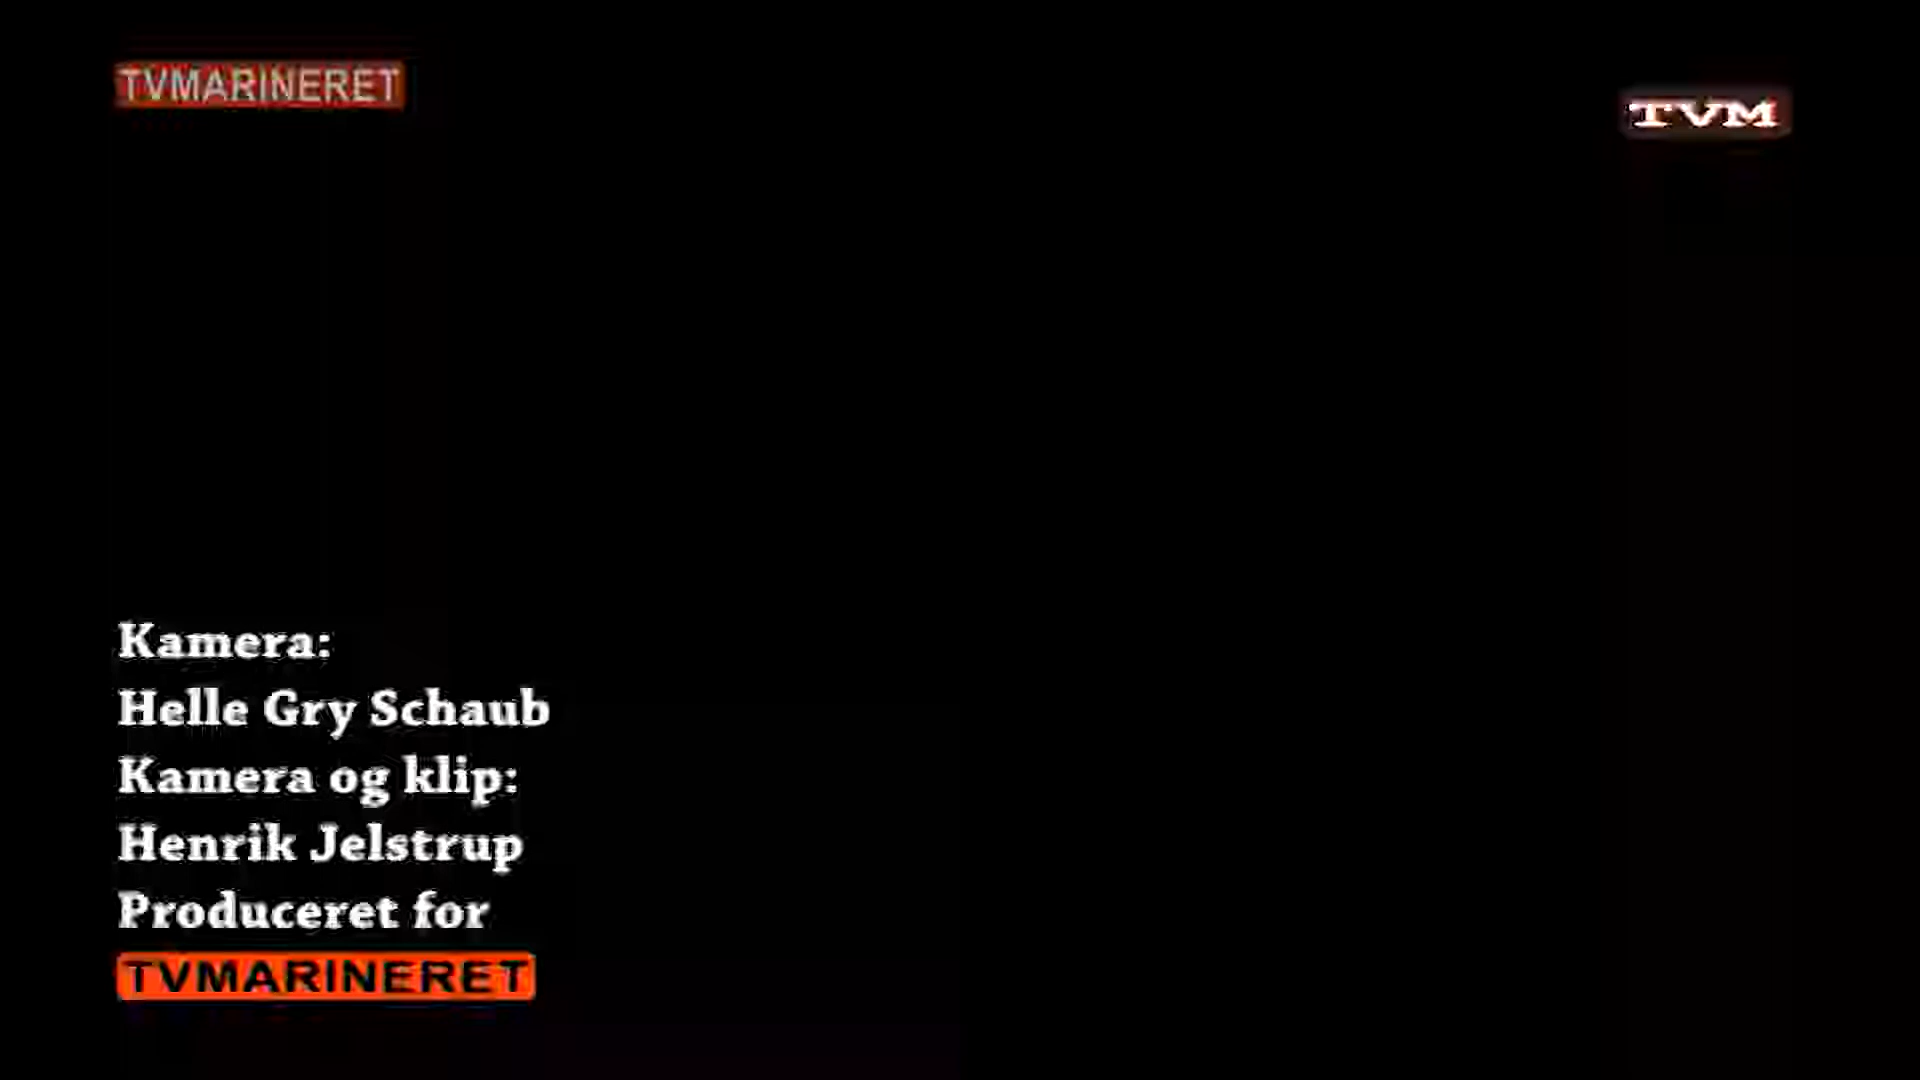 TVMARINERET
TVM
Kamera:
Helle Gry Schaub
Kamera og klip:
Henrik Jelstrup
Produceret for
TVMARINERET